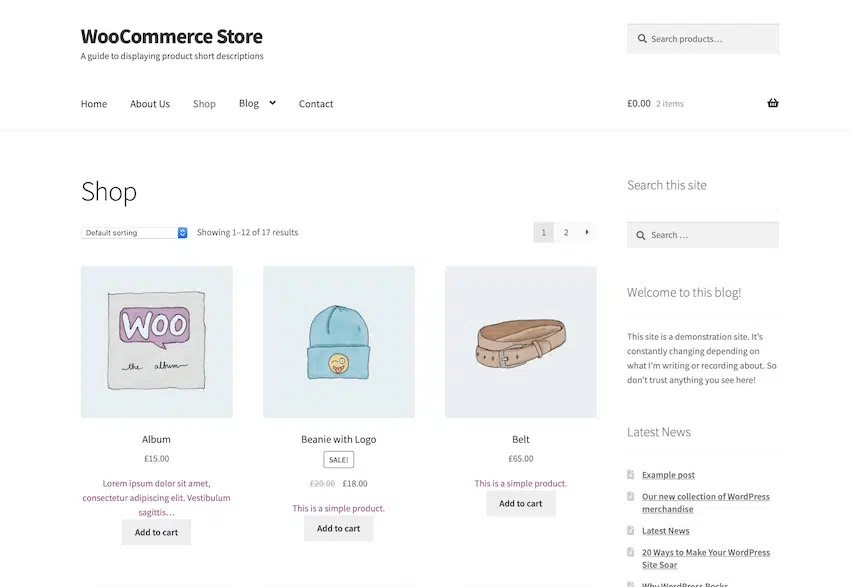 WooCommerce Store
A guide to displaying product short descriptions
Search products…
Home About Us Shop Blog Contact
£0.00 2 items
Shop
Default sorting
Showing 1–12 of 17 results
1 2
WOO
the album
Album
£15.00
Lorem ipsum dolor sit amet,
consectetur adipiscing elit. Vestibulum
sagittis…
Add to cart
Beanie with Logo
SALE!
£20.00 £18.00
This is a simple product.
Add to cart
Belt
£65.00
This is a simple product.
Add to cart
Search this site
Search …
Welcome to this blog!
This site is a demonstration site. It's
constantly changing depending on
what I'm writing or recording about. So
don't trust anything you see here!
Latest News
Example post
Our new collection of WordPress
merchandise
Latest News
20 Ways to Make Your WordPress
Site Soar
Why WordPress Rocks